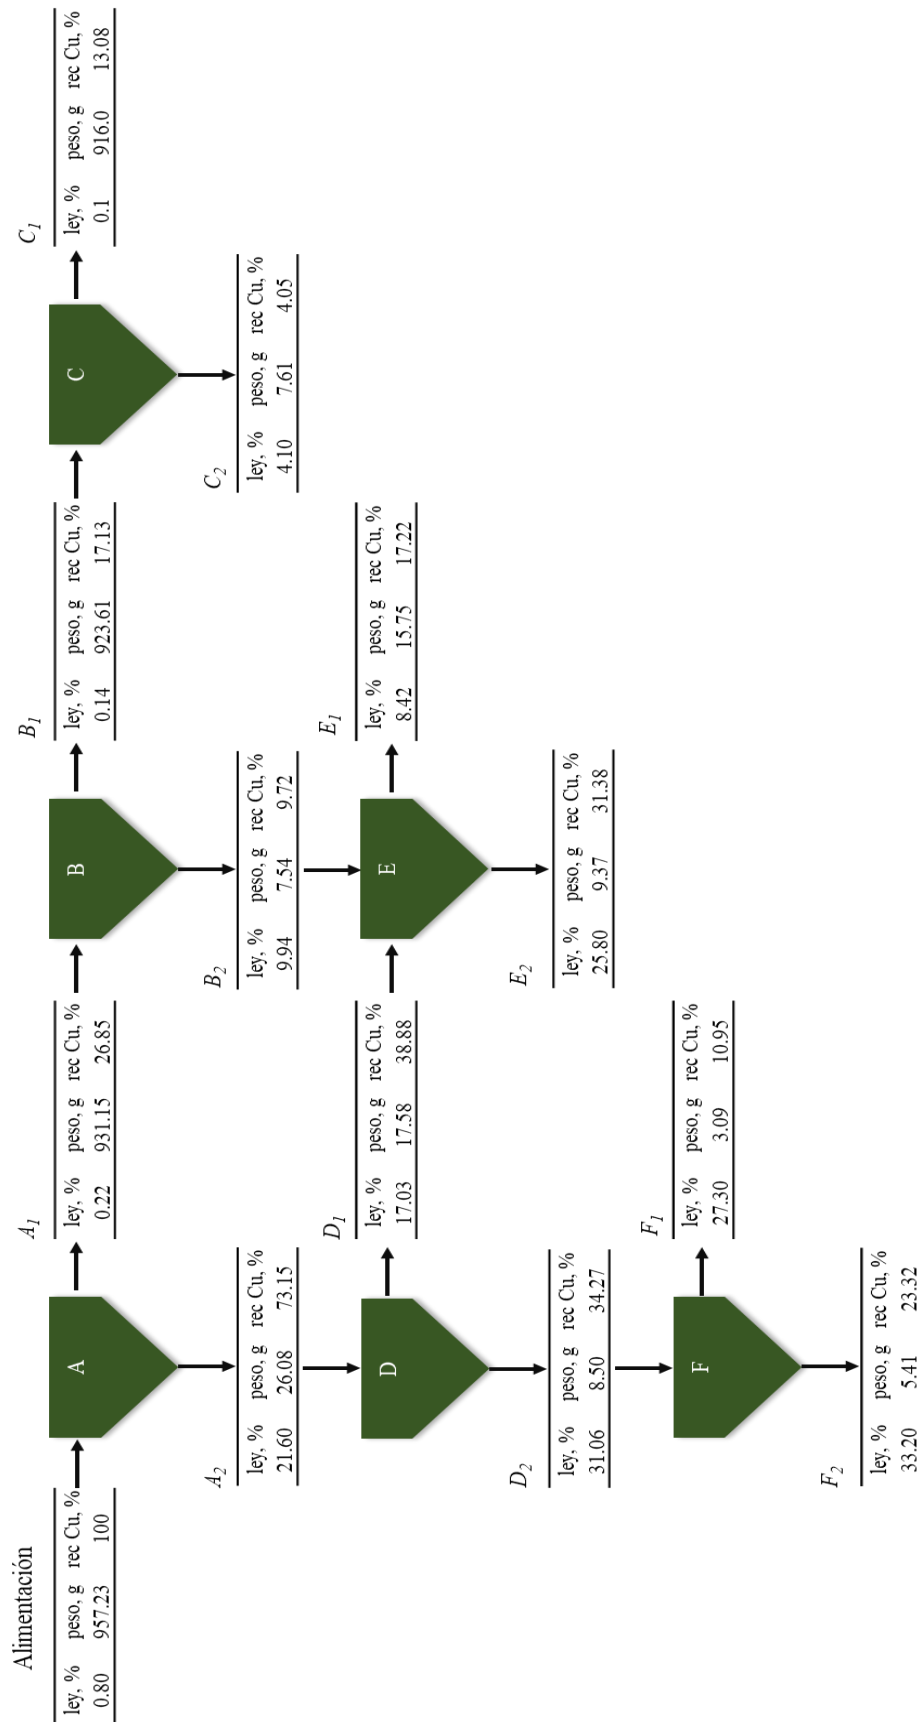 Alimentación
ley, % peso, g rec Cu, %
0.80 957.23 100
A
A1
ley, % peso, g rec Cu, %
0.22 931.15 26.85
B
B1
ley, % peso, g rec Cu, %
0.14 923.61 17.13
C
C1
ley, % peso, g rec Cu, %
0.1 916.0 13.08
A2
ley, % peso, g rec Cu, %
21.60 26.08 73.15
B2
ley, % peso, g rec Cu, %
9.94 7.54 9.72
C2
ley, % peso, g rec Cu, %
4.10 7.61 4.05
D
D1
ley, % peso, g rec Cu, %
17.03 17.58 38.88
E
E1
ley, % peso, g rec Cu, %
8.42 15.75 17.22
D2
ley, % peso, g rec Cu, %
31.06 8.50 34.27
E2
ley, % peso, g rec Cu, %
25.80 9.37 31.38
F
F1
ley, % peso, g rec Cu, %
27.30 3.09 10.95
F2
ley, % peso, g rec Cu, %
33.20 5.41 23.32